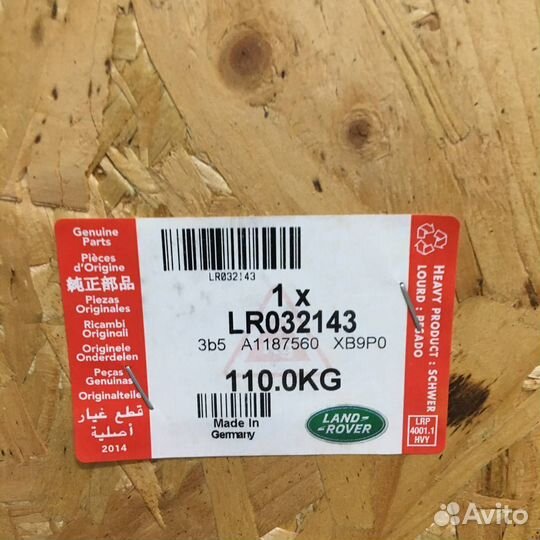 Genuine
Parts
Pièces
d'Origine
純正部品
Piezas
Originales
Ricambi
Originali
Originele
Onderdelen
Peças
Genuinas
Originalteile
قطع غيار
أصلية
2014
LR032143
1 x
LR032143
3b5 A1187560 XB9P0
110.0KG
Made In
Germany
LAND-
-ROVER
HEAVY PRODUCT : SCHWER
LOURD : PESADO
LRP
4001.1
HVY
Avito